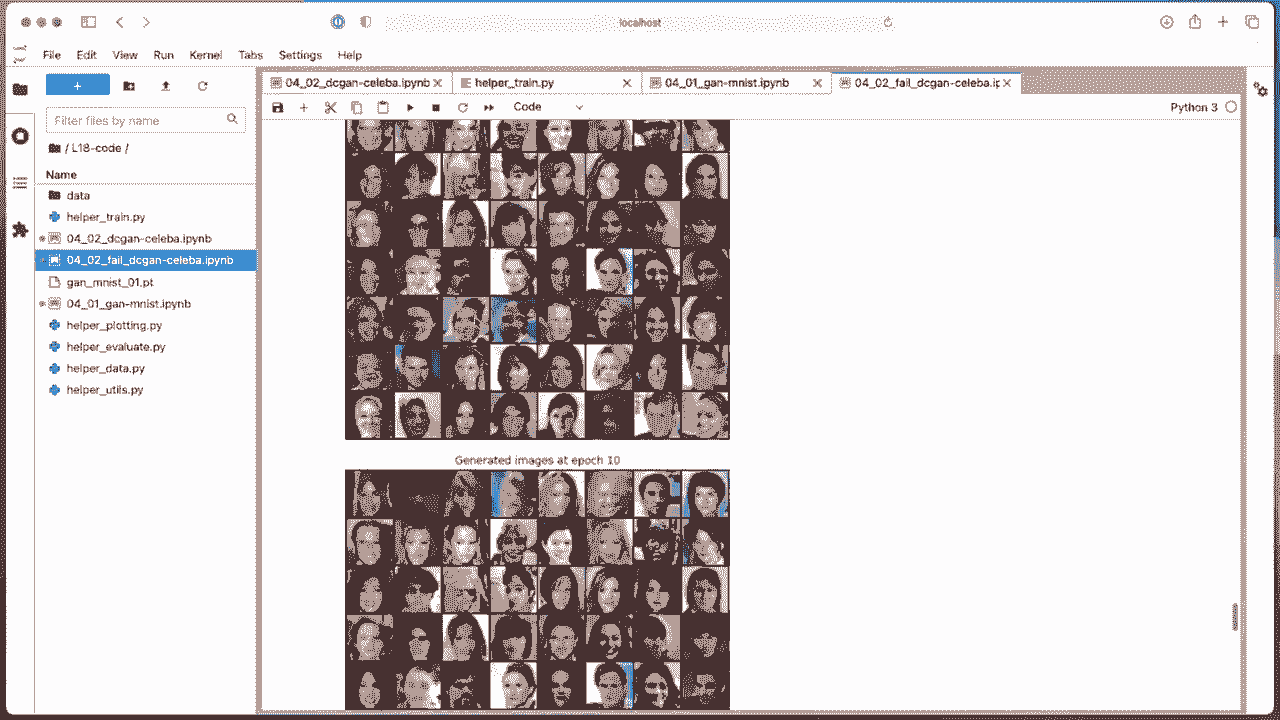 localhost
File Edit View Run Kernel Tabs Settings Help
04_02_dcgan-celeba.ipynb
helper_train.py
04_01_gan-mnist.ipynb
04_02_fail_dcgan-celeba.ip
+
Code
Python 3
Filter files by name
/ L18-code /
Name
data
helper_train.py
04_02_dcgan-celeba.ipynb
04_02_fail_dcgan-celeba.ipynb
gan_mnist_01.pt
04_01_gan-mnist.ipynb
helper_plotting.py
helper_evaluate.py
helper_data.py
helper_utils.py
Generated images at epoch 10